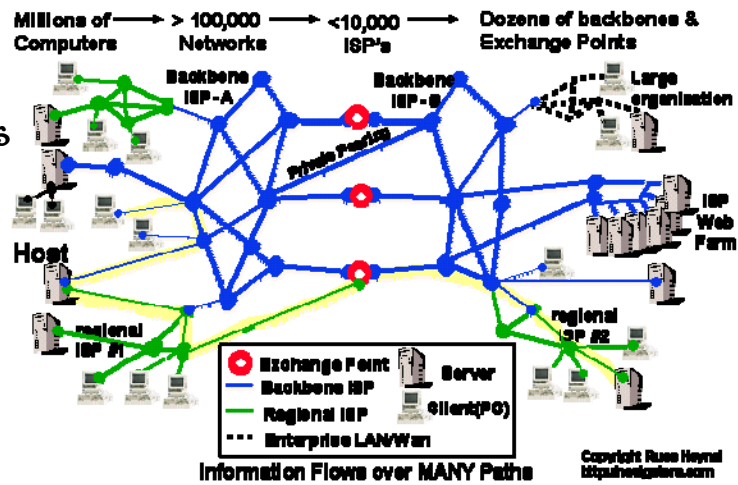 Millions of → > 100,000 → <10,000 → Dozens of backbones &
Computers Networks ISP's Exchange Points
Backbone
ISP-A
Backbone
Large
organisation
Private Peering
s
Host
ISP
Web
Farm
regional
ISP #1
regional
ISP #2
Exchange Point
Backbone ISP
Regional ISP
Enterprise LAN/Wan
Server
Client(PC)
Information Flows over MANY Paths
Copyright Russ Haynal